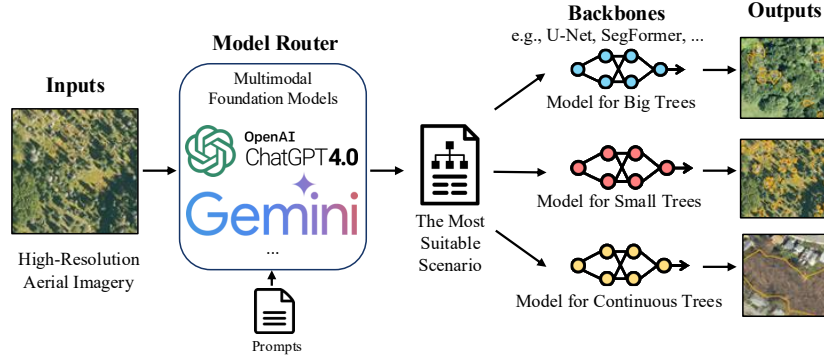 Inputs
High-Resolution
Aerial Imagery
Model Router
Multimodal
Foundation Models
OpenAI
ChatGPT4.0
Gemini
...
Prompts
The Most
Suitable
Scenario
Backbones
e.g., U-Net, SegFormer, ...
Model for Big Trees
Model for Small Trees
Model for Continuous Trees
Outputs